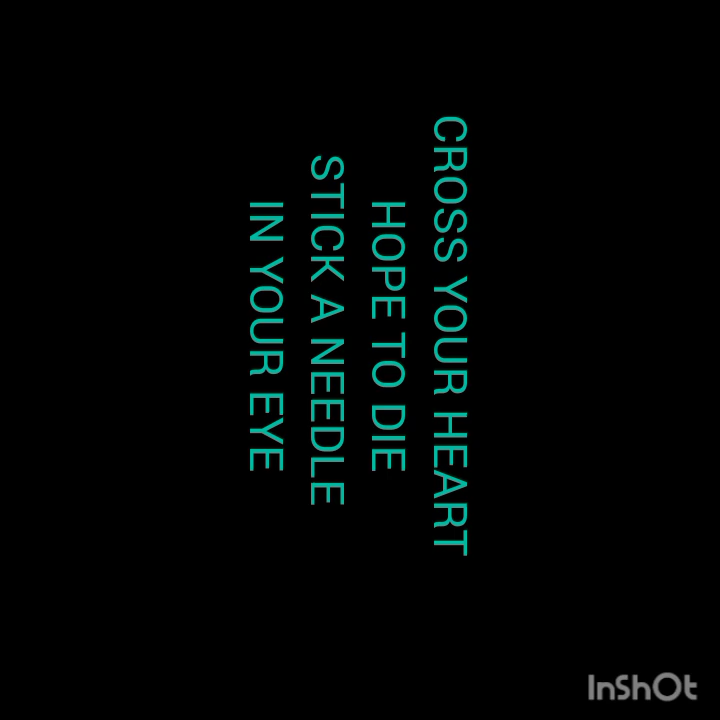 CROSS YOUR HEART
HOPE TO DIE
STICK A NEEDLE
IN YOUR EYE
InShOt